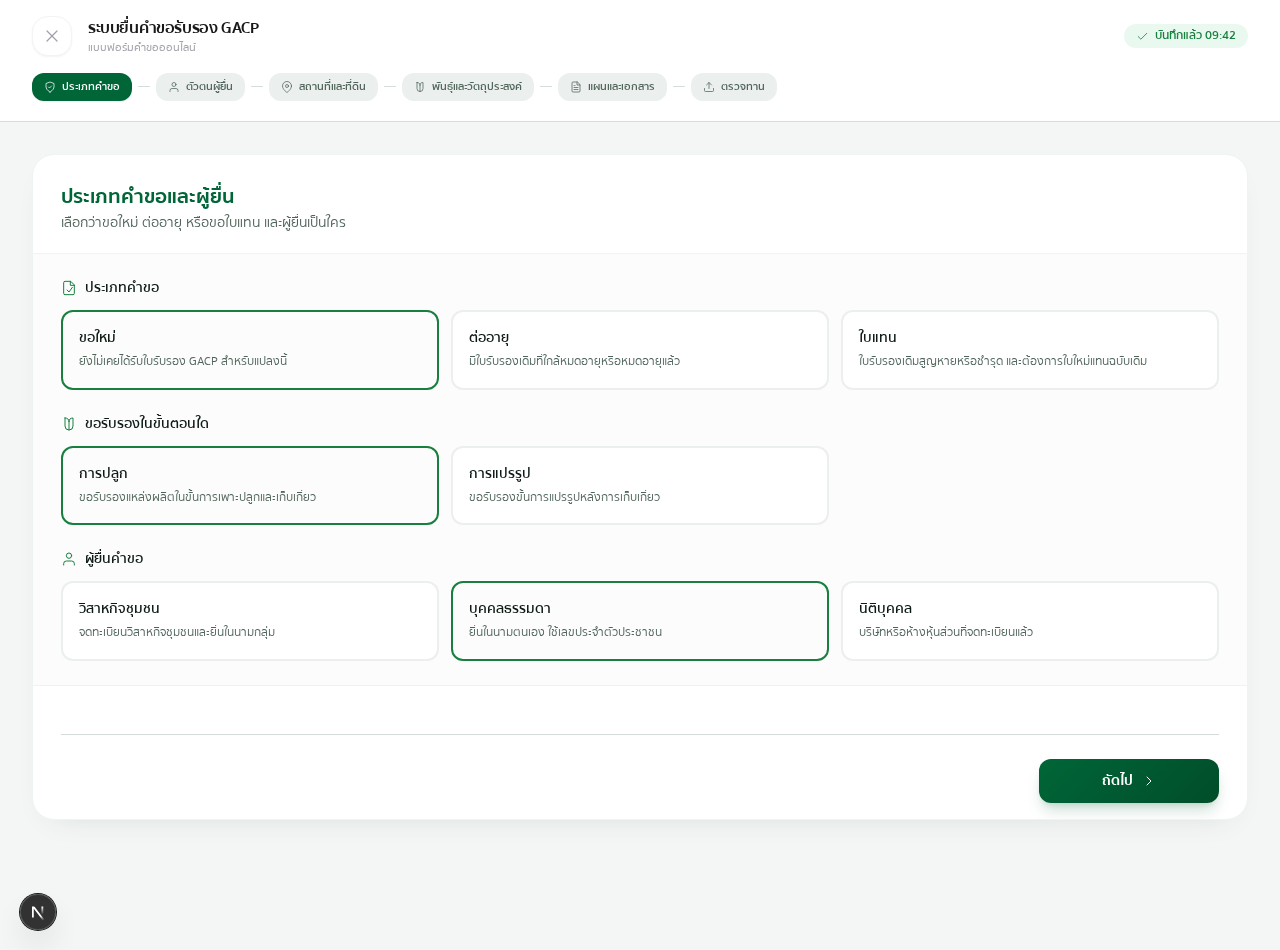 ระบบยื่นคำขอรับรอง GACP
แบบฟอร์มคำขอออนไลน์
บันทึกแล้ว 09:42
ประเภทคำขอ
ตัวตนผู้ยื่น
สถานที่และที่ดิน
พันธุ์และวัตถุประสงค์
แผนและเอกสาร
ตรวจทาน
ประเภทคำขอและผู้ยื่น
เลือกว่าขอใหม่ ต่ออายุ หรือขอใบแทน และผู้ยื่นเป็นใคร
ประเภทคำขอ
ขอใหม่
ยังไม่เคยได้รับใบรับรอง GACP สำหรับแปลงนี้
ต่ออายุ
มีใบรับรองเดิมที่ใกล้หมดอายุหรือหมดอายุแล้ว
ใบแทน
ใบรับรองเดิมสูญหายหรือชำรุด และต้องการใบใหม่แทนฉบับเดิม
ขอรับรองในขั้นตอนใด
การปลูก
ขอรับรองแหล่งผลิตในขั้นการเพาะปลูกและเก็บเกี่ยว
การแปรรูป
ขอรับรองขั้นการแปรรูปหลังการเก็บเกี่ยว
ผู้ยื่นคำขอ
วิสาหกิจชุมชน
จดทะเบียนวิสาหกิจชุมชนและยื่นในนามกลุ่ม
บุคคลธรรมดา
ยื่นในนามตนเอง ใช้เลขประจำตัวประชาชน
นิติบุคคล
บริษัทหรือห้างหุ้นส่วนที่จดทะเบียนแล้ว
ถัดไป
N